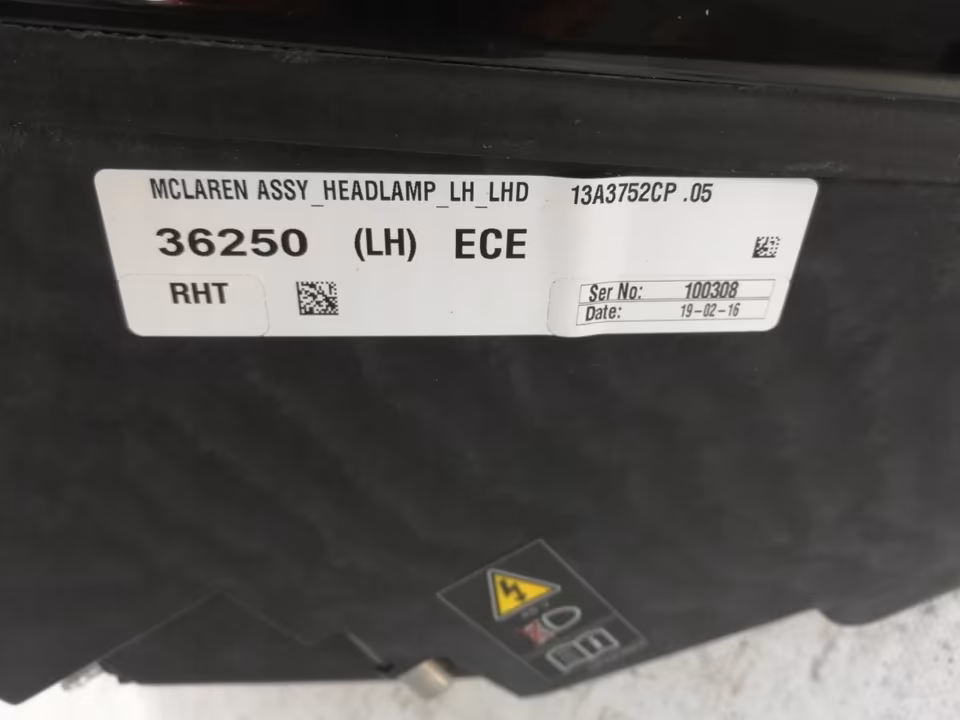 MCLAREN ASSY_HEADLAMP_LH_LHD 13A3752CP .05
36250 (LH) ECE
RHT
Ser No: 100308
Date: 19-02-16